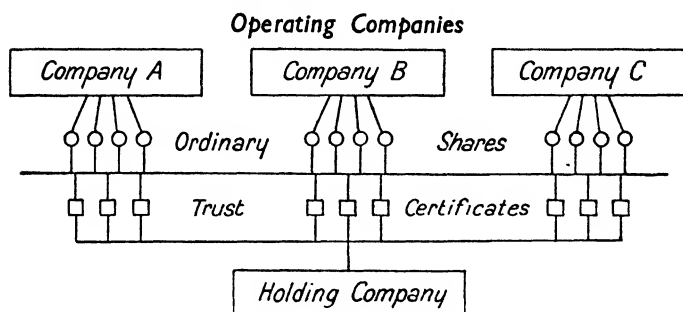 Operating Companies
Company A Company B Company C
Ordinary Shares
Trust Certificates
Holding Company